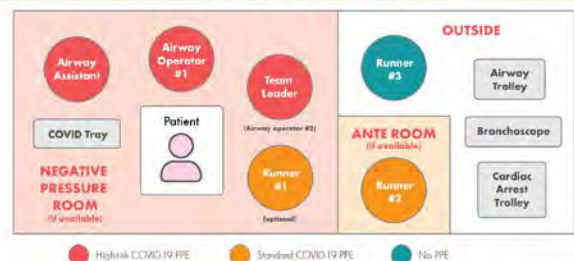 Airway
Assistant
Airway
Operator
#1
Team
Leader
(Airway operator #2)
COVID Tray
Patient
NEGATIVE
PRESSURE
ROOM
(if available)
Runner
#1
(optional)
OUTSIDE
Runner
#3
ANTE ROOM
(if available)
Runner
#2
Airway
Trolley
Bronchoscope
Cardiac
Arrest
Trolley
High-risk COVID-19 PPE
Standard COVID-19 PPE
No PPE